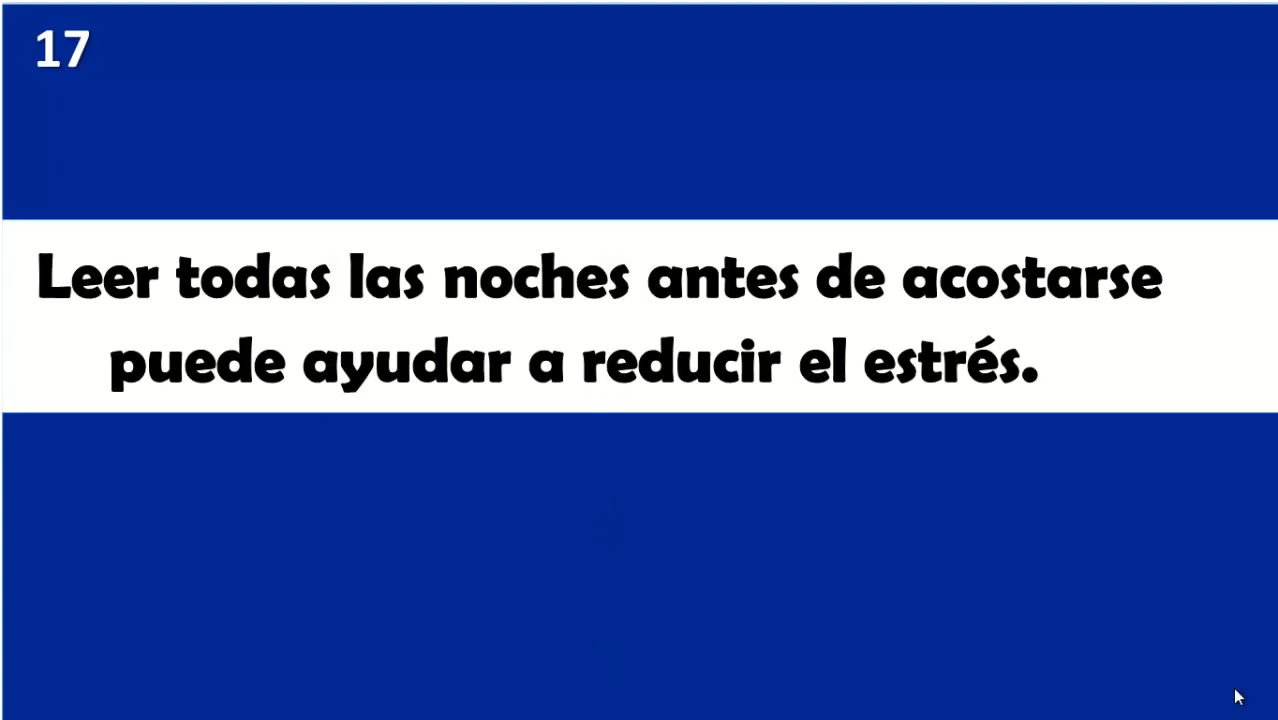 17
Leer todas las noches antes de acostarse
puede ayudar a reducir el estrés.